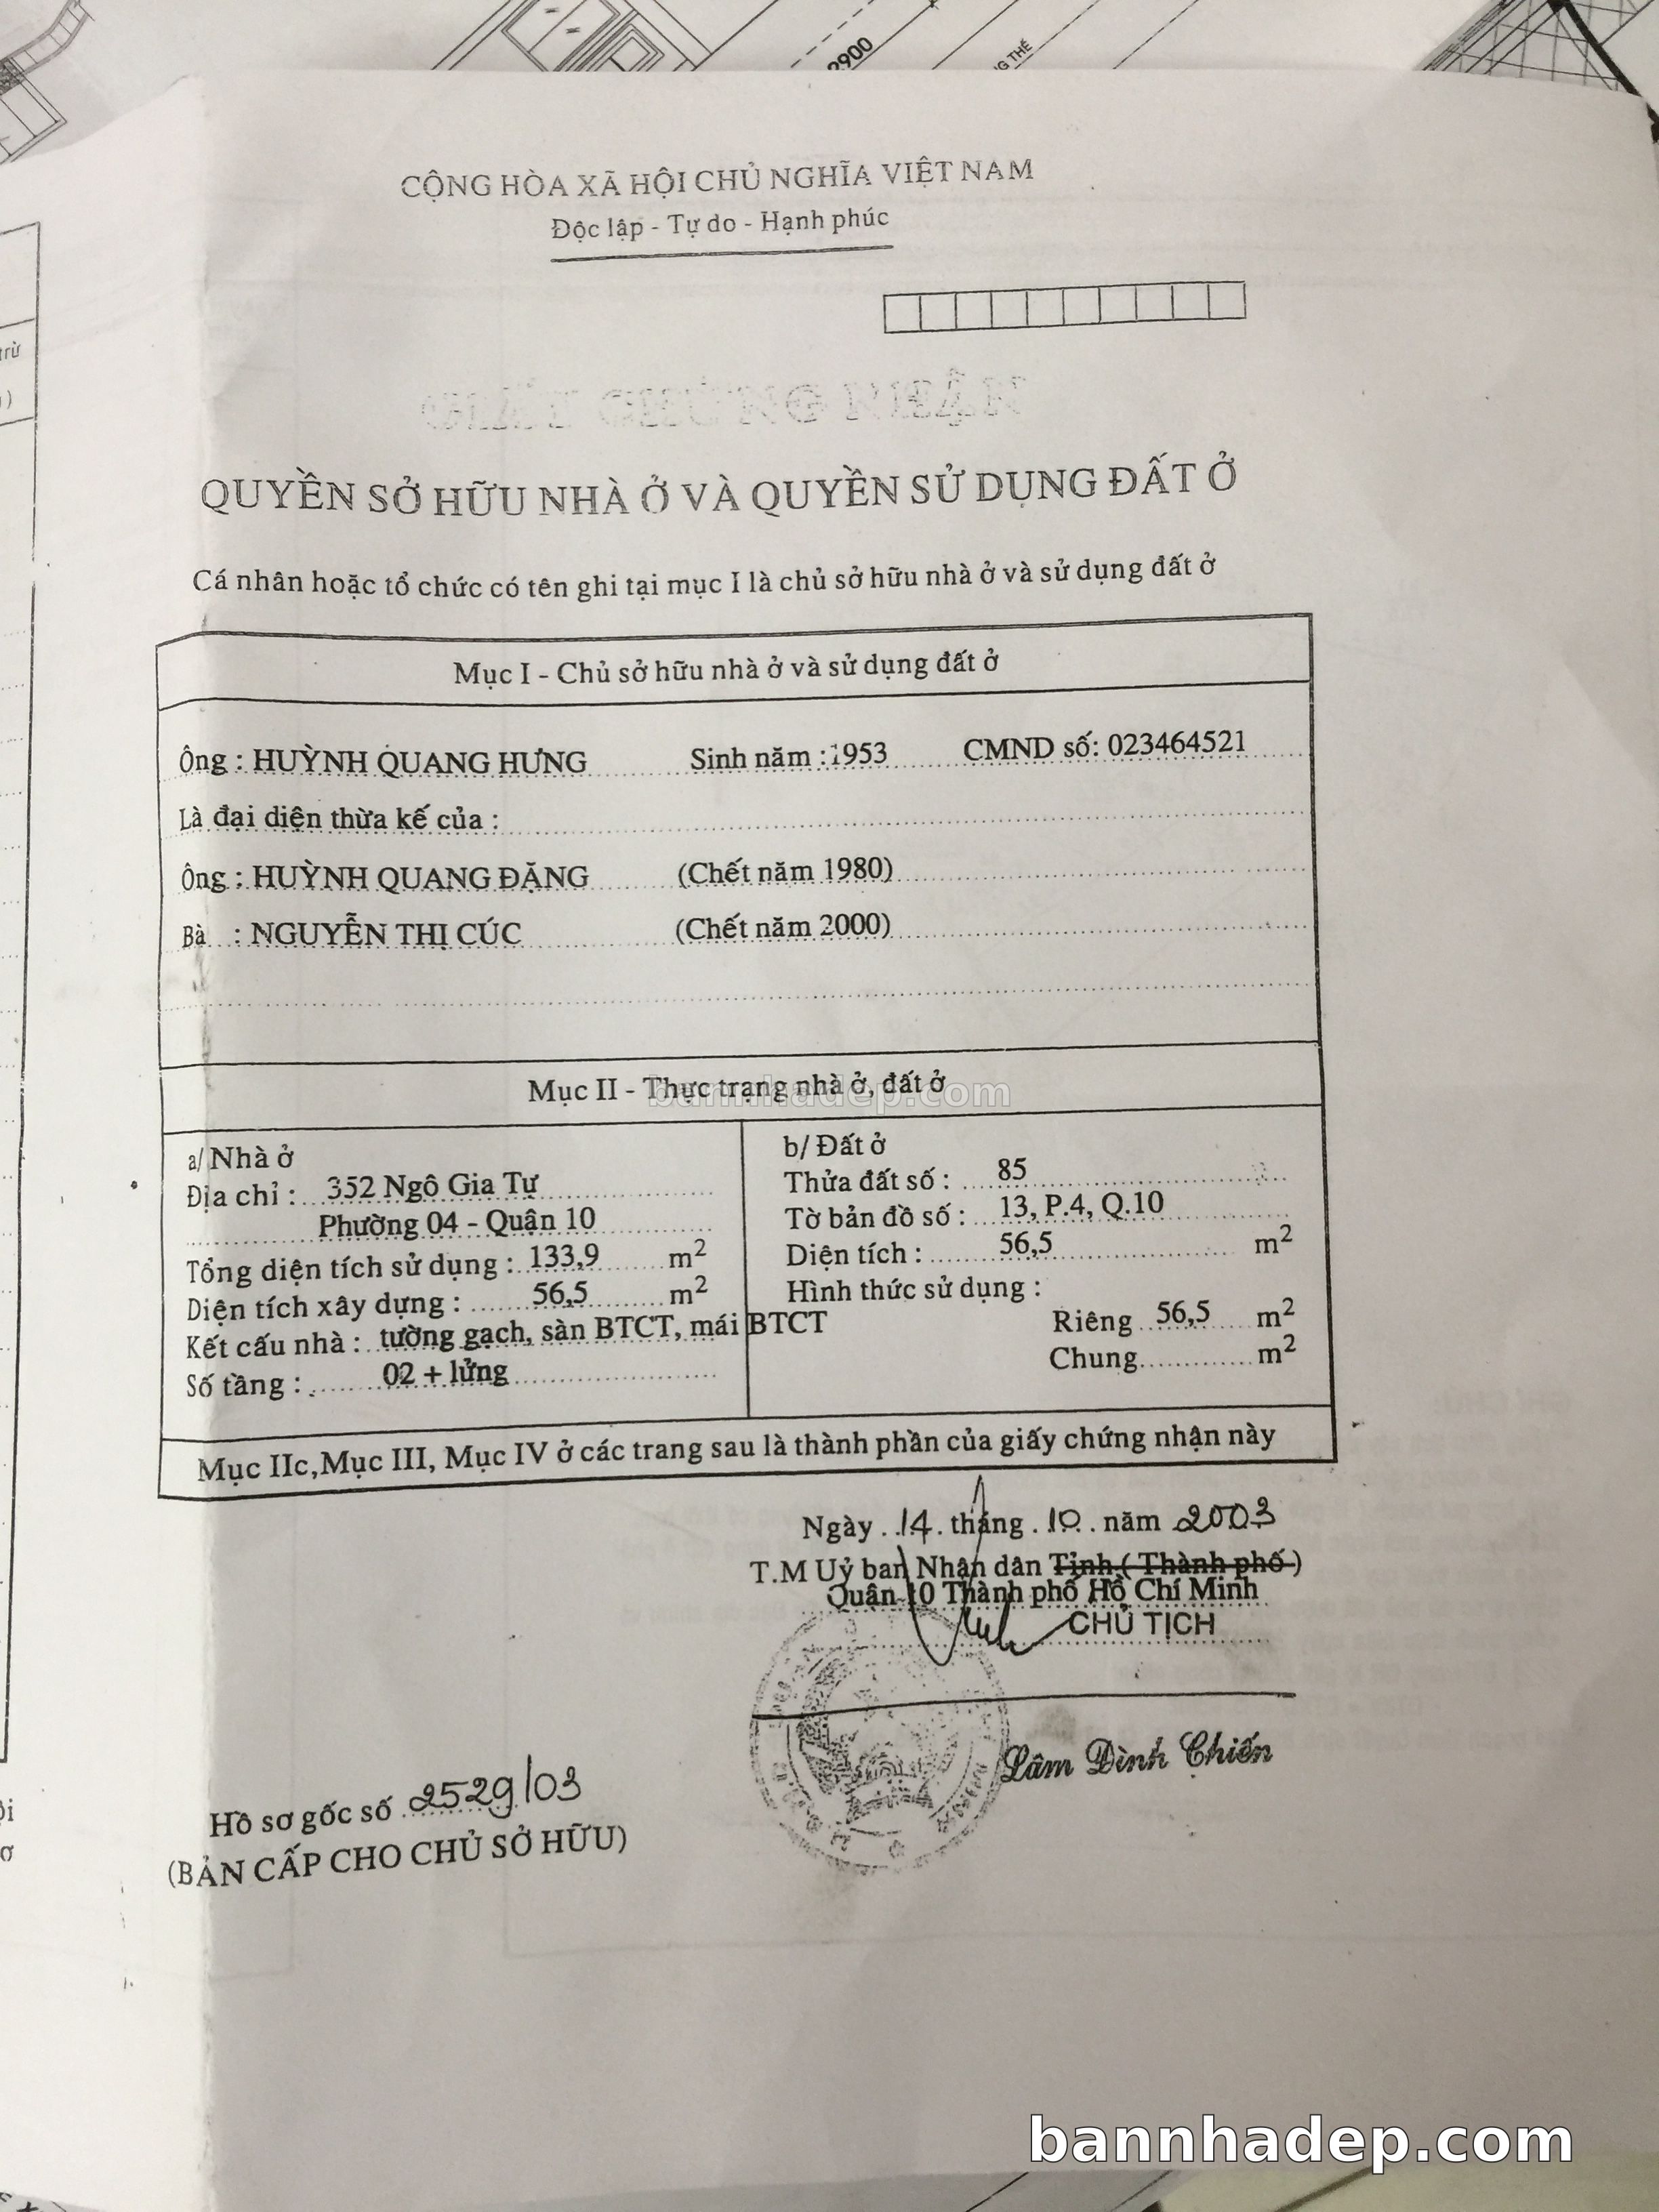 2900
CỘNG HÒA XÃ HỘI CHỦ NGHĨA VIỆT NAM
Độc lập - Tự do - Hạnh phúc
trừ
GIẤY CHỨNG NHẬN
QUYỀN SỞ HỮU NHÀ Ở VÀ QUYỀN SỬ DỤNG ĐẤT Ở
Cá nhân hoặc tổ chức có tên ghi tại mục I là chủ sở hữu nhà ở và sử dụng đất ở
Mục I - Chủ sở hữu nhà ở và sử dụng đất ở
Ông : HUỲNH QUANG HƯNG Sinh năm :1953 CMND số: 023464521
Là đại diện thừa kế của :
Ông : HUỲNH QUANG ĐẶNG (Chết năm 1980)
Bà : NGUYỄN THỊ CÚC (Chết năm 2000)
Mục II - Thực trạng nhà ở, đất ở
bannhadep.com
a/ Nhà ở
Địa chỉ : 352 Ngô Gia Tự
Phường 04 - Quận 10
Tổng diện tích sử dụng : 133,9 m2
Diện tích xây dựng : 56,5 m2
Kết cấu nhà : tường gạch, sàn BTCT, mái BTCT
Số tầng : 02 + lửng
b/ Đất ở
Thửa đất số : 85
Tờ bản đồ số : 13, P.4, Q.10
Diện tích : 56,5 m2
Hình thức sử dụng :
Riêng 56,5 m2
Chung m2
Mục IIc,Mục III, Mục IV ở các trang sau là thành phần của giấy chứng nhận này
Ngày 14 tháng 10 năm 2003
T.M Uỷ ban Nhân dân Tỉnh ( Thành phố )
Quận 10 Thành phố Hồ Chí Minh
CHỦ TỊCH
Lâm Đình Chiến
Hồ sơ gốc số 2529/03
(BẢN CẤP CHO CHỦ SỞ HỮU)
bannhadep.com